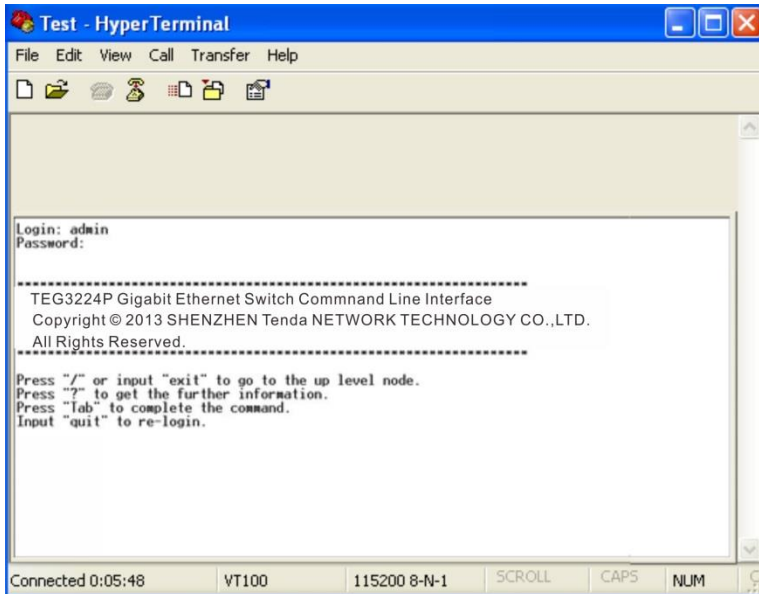 Test - HyperTerminal
File Edit View Call Transfer Help
Login: admin
Password:
TEG3224P Gigabit Ethernet Switch Commnand Line Interface
Copyright © 2013 SHENZHEN Tenda NETWORK TECHNOLOGY CO.,LTD.
All Rights Reserved.
Press "/" or input "exit" to go to the up level node.
Press "?" to get the further information.
Press "Tab" to complete the command.
Input "quit" to re-login.
Connected 0:05:48 VT100 115200 8-N-1 SCROLL CAPS NUM